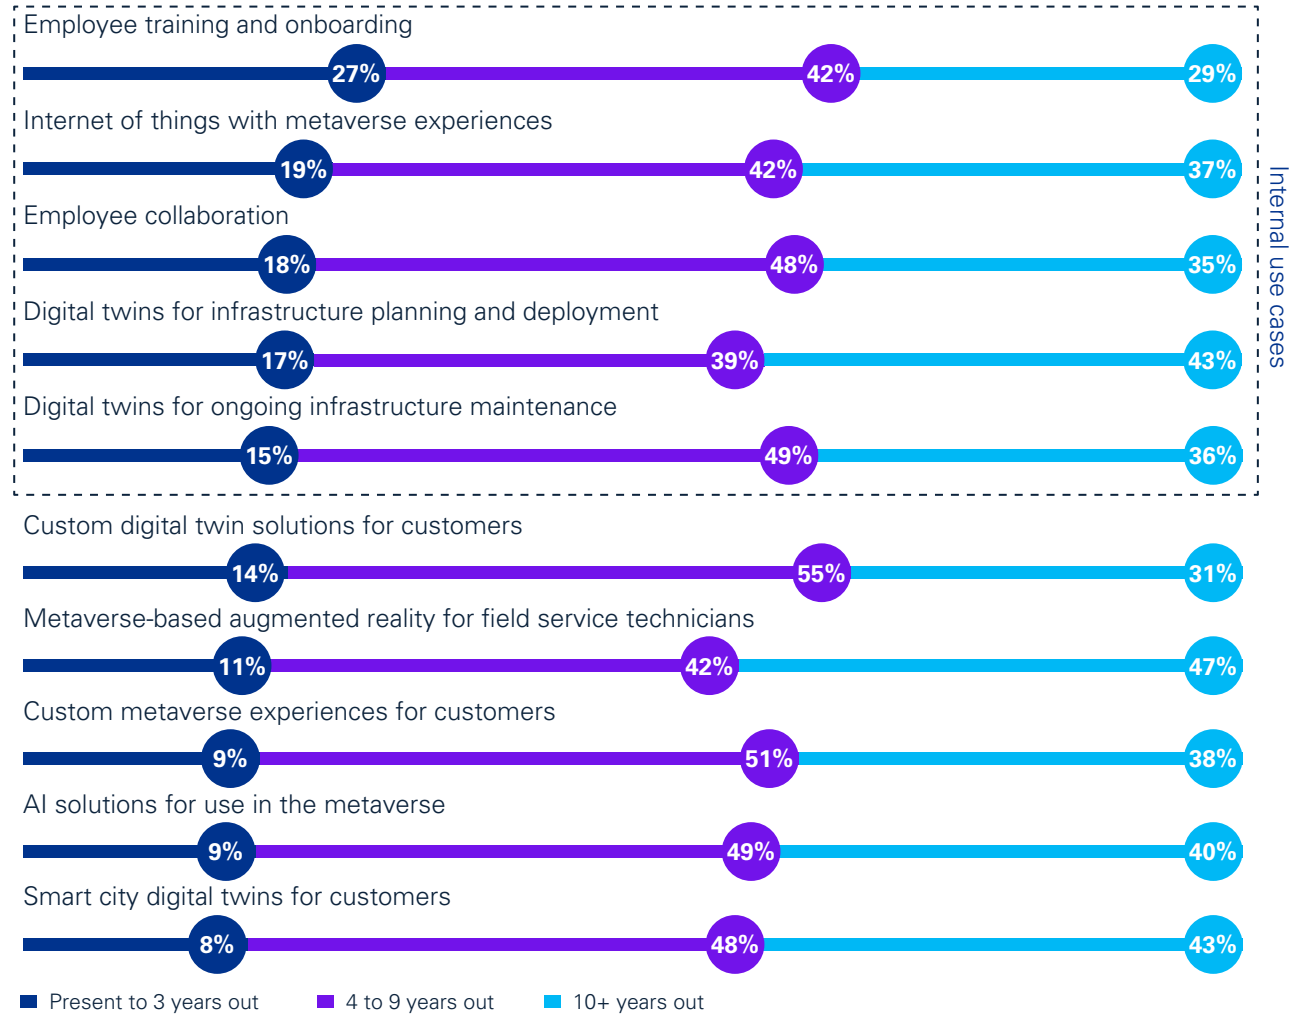 Employee training and onboarding
27% 42% 29%
Internet of things with metaverse experiences
19% 42% 37%
Employee collaboration
18% 48% 35%
Digital twins for infrastructure planning and deployment
17% 39% 43%
Digital twins for ongoing infrastructure maintenance
15% 49% 36%
Internal use cases
Custom digital twin solutions for customers
14% 55% 31%
Metaverse-based augmented reality for field service technicians
11% 42% 47%
Custom metaverse experiences for customers
9% 51% 38%
AI solutions for use in the metaverse
9% 49% 40%
Smart city digital twins for customers
8% 48% 43%
Present to 3 years out 4 to 9 years out 10+ years out